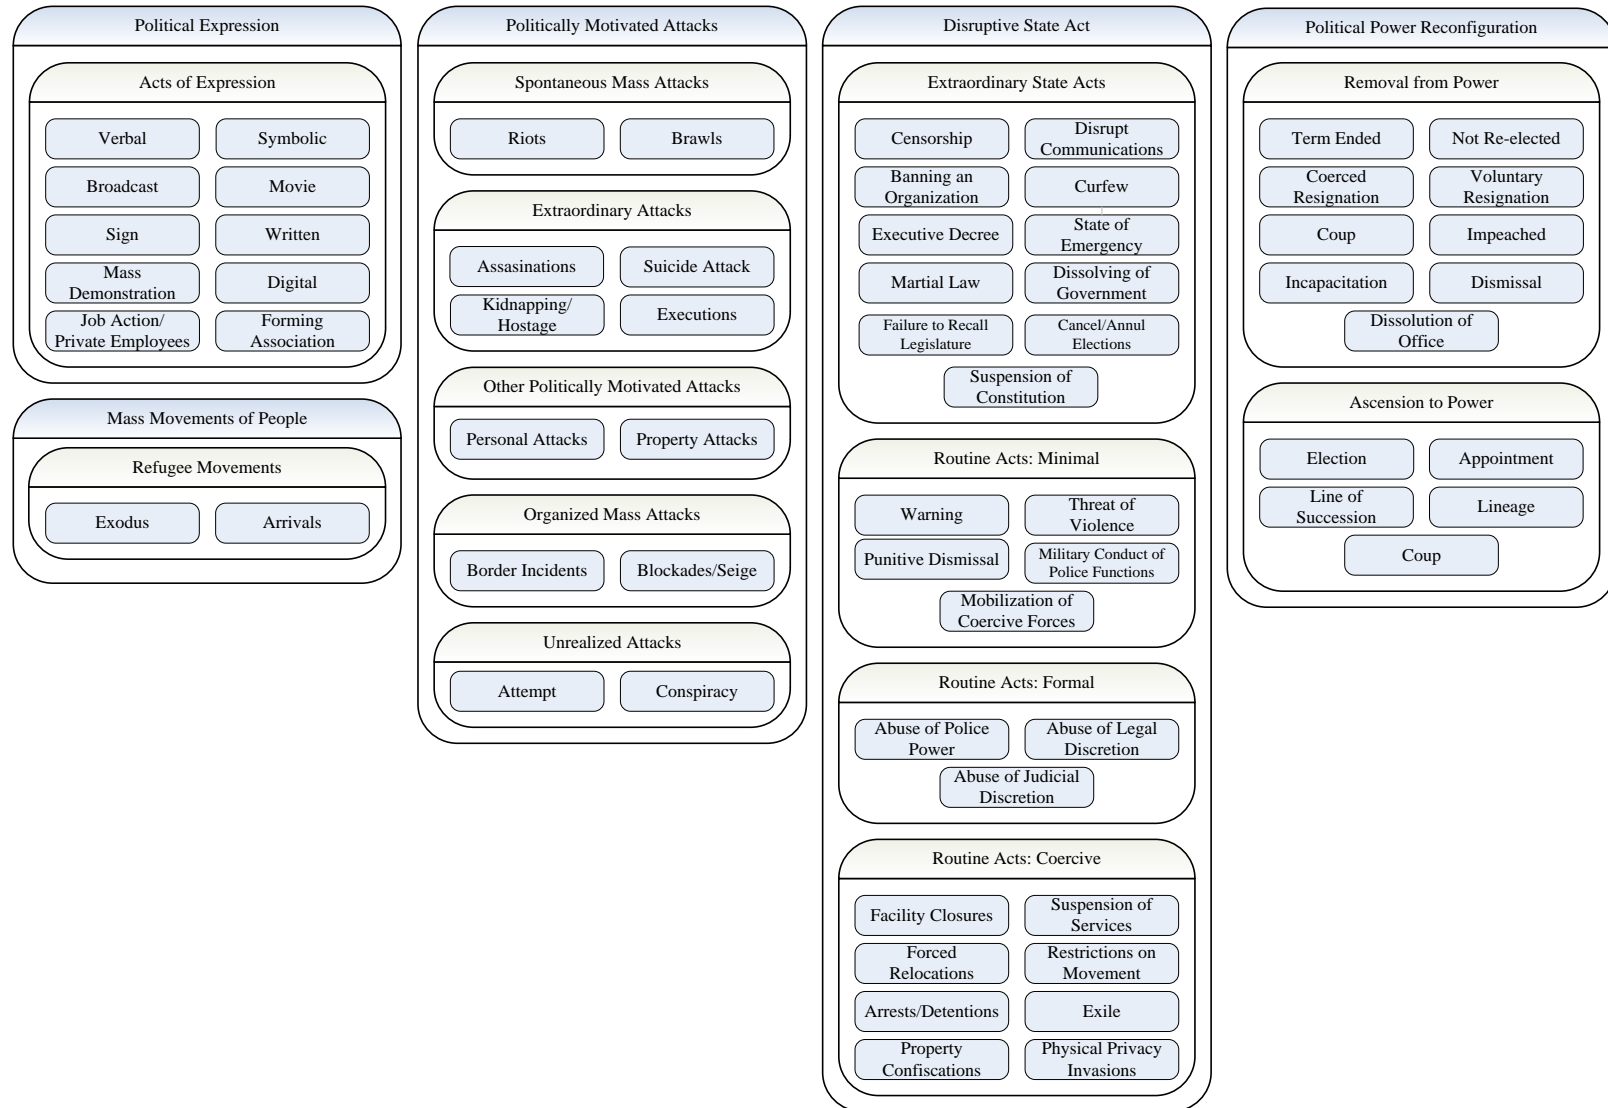 Political Expression
Acts of Expression
Verbal
Symbolic
Broadcast
Movie
Sign
Written
Mass
Demonstration
Digital
Job Action/
Private Employees
Forming
Association
Mass Movements of People
Refugee Movements
Exodus
Arrivals
Politically Motivated Attacks
Spontaneous Mass Attacks
Riots
Brawls
Extraordinary Attacks
Assasinations
Suicide Attack
Kidnapping/
Hostage
Executions
Other Politically Motivated Attacks
Personal Attacks
Property Attacks
Organized Mass Attacks
Border Incidents
Blockades/Seige
Unrealized Attacks
Attempt
Conspiracy
Disruptive State Act
Extraordinary State Acts
Censorship
Disrupt
Communications
Banning an
Organization
Curfew
Executive Decree
State of
Emergency
Martial Law
Dissolving of
Government
Failure to Recall
Legislature
Cancel/Annul
Elections
Suspension of
Constitution
Routine Acts: Minimal
Warning
Threat of
Violence
Punitive Dismissal
Military Conduct of
Police Functions
Mobilization of
Coercive Forces
Routine Acts: Formal
Abuse of Police
Power
Abuse of Legal
Discretion
Abuse of Judicial
Discretion
Routine Acts: Coercive
Facility Closures
Suspension of
Services
Forced
Relocations
Restrictions on
Movement
Arrests/Detentions
Exile
Property
Confiscations
Physical Privacy
Invasions
Political Power Reconfiguration
Removal from Power
Term Ended
Not Re-elected
Coerced
Resignation
Voluntary
Resignation
Coup
Impeached
Incapacitation
Dismissal
Dissolution of
Office
Ascension to Power
Election
Appointment
Line of
Succession
Lineage
Coup